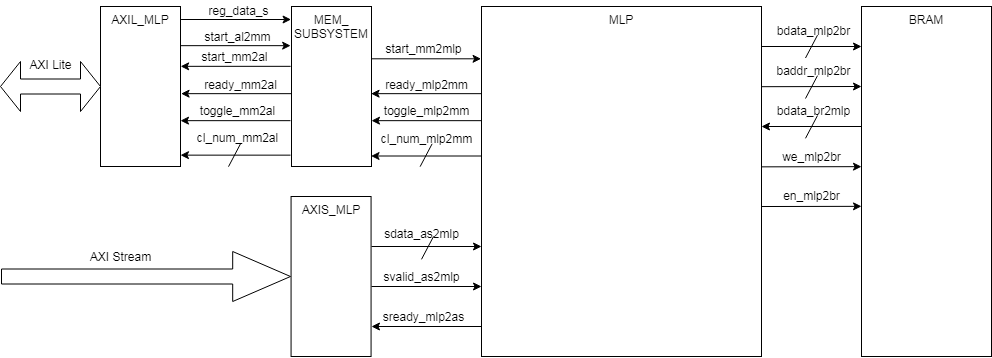 AXIL_MLP
reg_data_s
MEM_
SUBSYSTEM
MLP
BRAM
start_al2mm
start_mm2al
ready_mm2al
toggle_mm2al
cl_num_mm2al
AXI Lite
start_mm2mlp
ready_mlp2mm
toggle_mlp2mm
cl_num_mlp2mm
bdata_mlp2br
baddr_mlp2br
bdata_br2mlp
we_mlp2br
en_mlp2br
AXIS_MLP
AXI Stream
sdata_as2mlp
svalid_as2mlp
sready_mlp2as